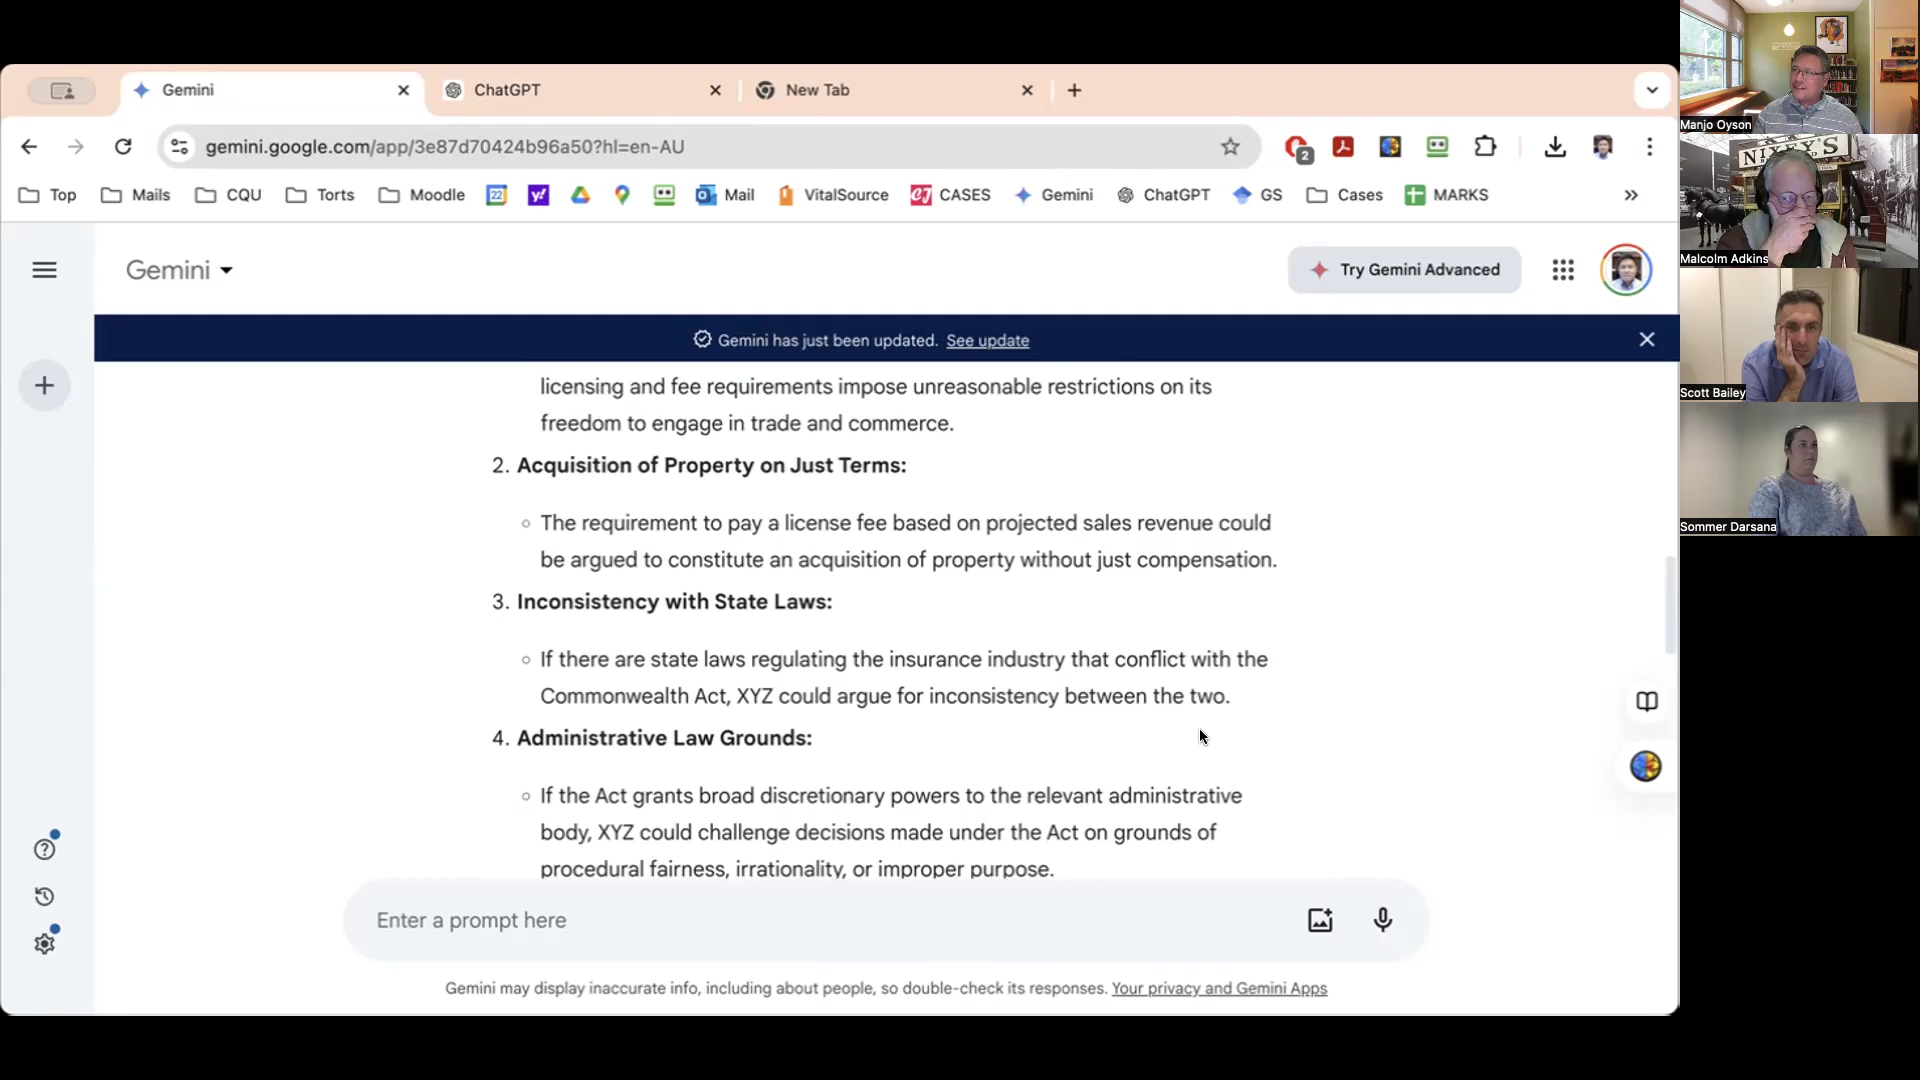 Gemini
ChatGPT
New Tab
gemini.google.com/app/3e87d70424b96a50?hl=en-AU
2
Top
Mails
CQU
Torts
Moodle
22
y!
Mail
VitalSource
CJ CASES
Gemini
ChatGPT
GS
Cases
MARKS
Gemini
Try Gemini Advanced
Gemini has just been updated. See update
licensing and fee requirements impose unreasonable restrictions on its
freedom to engage in trade and commerce.
2. Acquisition of Property on Just Terms:
The requirement to pay a license fee based on projected sales revenue could
be argued to constitute an acquisition of property without just compensation.
3. Inconsistency with State Laws:
If there are state laws regulating the insurance industry that conflict with the
Commonwealth Act, XYZ could argue for inconsistency between the two.
4. Administrative Law Grounds:
If the Act grants broad discretionary powers to the relevant administrative
body, XYZ could challenge decisions made under the Act on grounds of
procedural fairness, irrationality, or improper purpose.
Enter a prompt here
Gemini may display inaccurate info, including about people, so double-check its responses. Your privacy and Gemini Apps
Manjo Oyson
NIXEY'S
Malcolm Adkins
Scott Bailey
Sommer Darsana